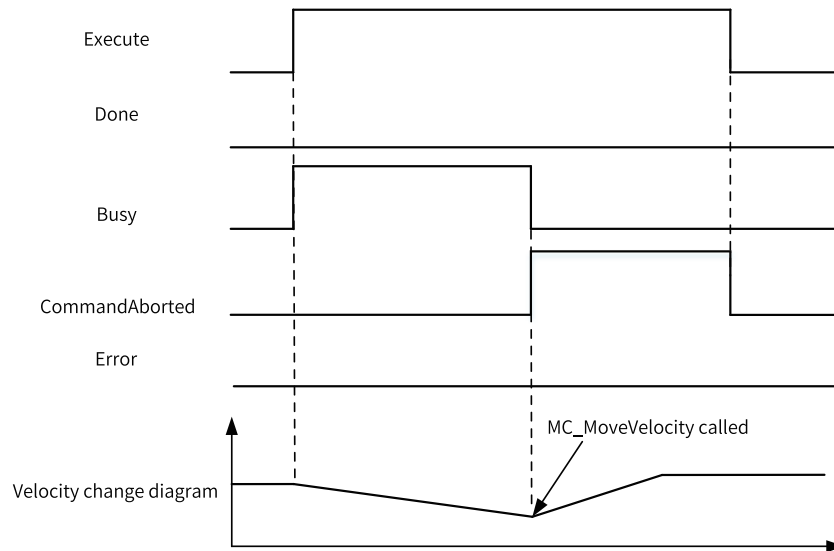 Execute
Done
Busy
CommandAborted
Error
MC_MoveVelocity called
Velocity change diagram